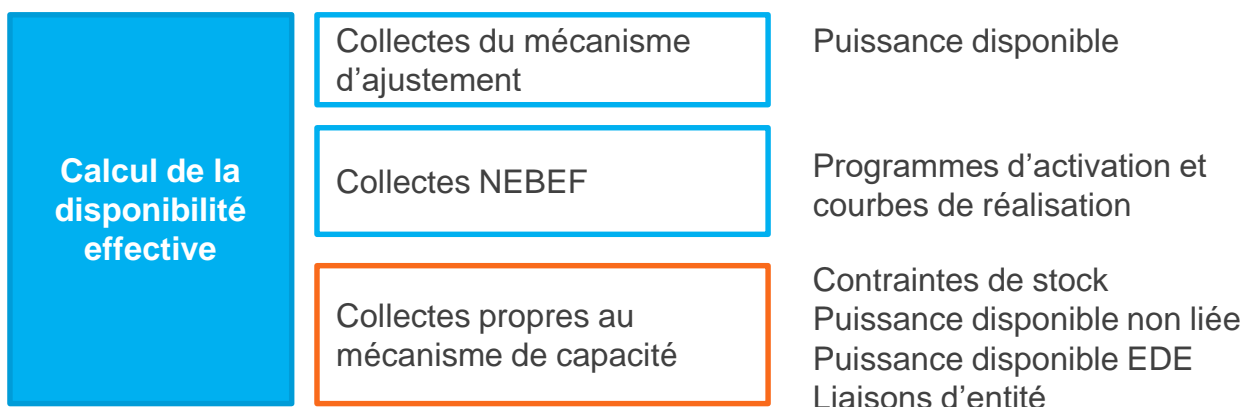 Calcul de la
disponibilité
effective
Collectes du mécanisme
d'ajustement
Puissance disponible
Collectes NEBEF
Programmes d'activation et
courbes de réalisation
Collectes propres au
mécanisme de capacité
Contraintes de stock
Puissance disponible non liée
Puissance disponible EDE
Liaisons d'entité